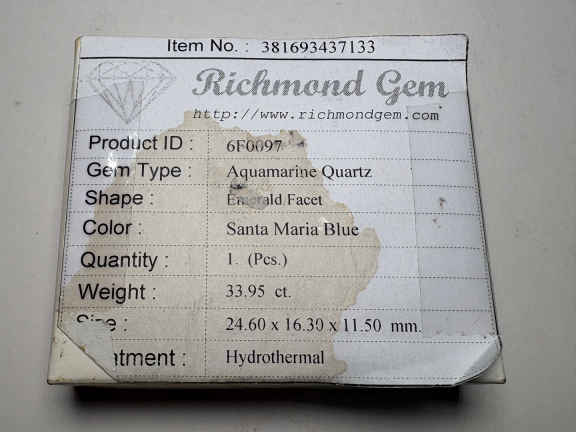 Item No. : 381693437133
Richmond Gem
http://www.richmondgem.com
Product ID : 6F0097
Gem Type : Aquamarine Quartz
Shape : Emerald Facet
Color : Santa Maria Blue
Quantity : 1. (Pcs.)
Weight : 33.95 ct.
Size : 24.60 x 16.30 x 11.50 mm.
atment : Hydrothermal